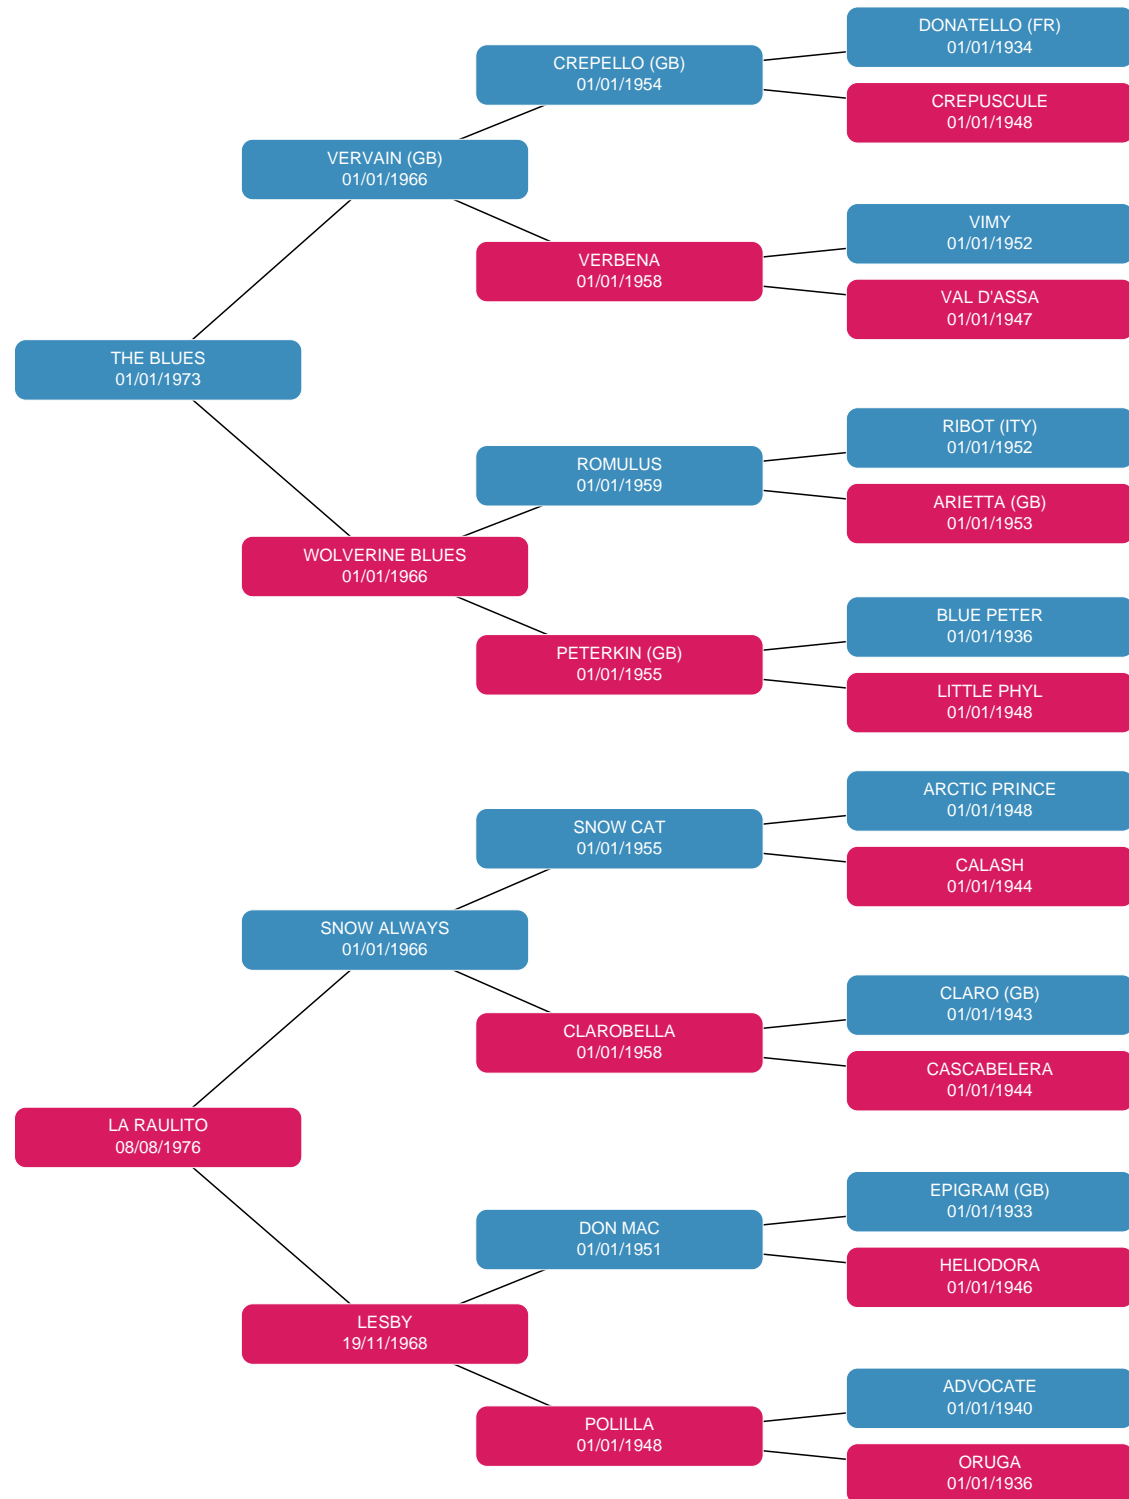 DONATELLO (FR)
01/01/1934
CREPELLO (GB)
01/01/1954
CREPUSCULE
01/01/1948
VERVAIN (GB)
01/01/1966
VIMY
01/01/1952
VERBENA
01/01/1958
VAL D'ASSA
01/01/1947
THE BLUES
01/01/1973
RIBOT (ITY)
01/01/1952
ROMULUS
01/01/1959
ARIETTA (GB)
01/01/1953
WOLVERINE BLUES
01/01/1966
BLUE PETER
01/01/1936
PETERKIN (GB)
01/01/1955
LITTLE PHYL
01/01/1948
ARCTIC PRINCE
01/01/1948
SNOW CAT
01/01/1955
CALASH
01/01/1944
SNOW ALWAYS
01/01/1966
CLARO (GB)
01/01/1943
CLAROBELLA
01/01/1958
CASCABELERA
01/01/1944
LA RAULITO
08/08/1976
EPIGRAM (GB)
01/01/1933
DON MAC
01/01/1951
HELIODORA
01/01/1946
LESBY
19/11/1968
ADVOCATE
01/01/1940
POLILLA
01/01/1948
ORUGA
01/01/1936